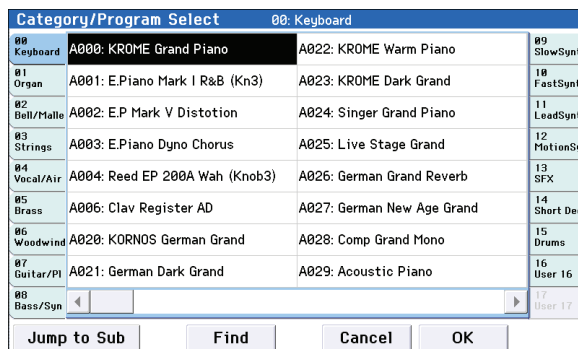 Category/Program Select 00: Keyboard
00
Keyboard
01
Organ
02
Bell/Malle
03
Strings
04
Vocal/Air
05
Brass
06
Woodwind
07
Guitar/Pl
08
Bass/Syn
A000: KROME Grand Piano
A001: E.Piano Mark I R&B (Kn3)
A002: E.P Mark V Distotion
A003: E.Piano Dyno Chorus
A004: Reed EP 200A Wah (Knob3)
A006: Clav Register AD
A020: KORNOS German Grand
A021: German Dark Grand
A022: KROME Warm Piano
A023: KROME Dark Grand
A024: Singer Grand Piano
A025: Live Stage Grand
A026: German Grand Reverb
A027: German New Age Grand
A028: Comp Grand Mono
A029: Acoustic Piano
09
SlowSynt
10
FastSynt
11
LeadSynt
12
MotionSy
13
SFX
14
Short De
15
Drums
16
User 16
17
User 17
Jump to Sub
Find
Cancel
OK